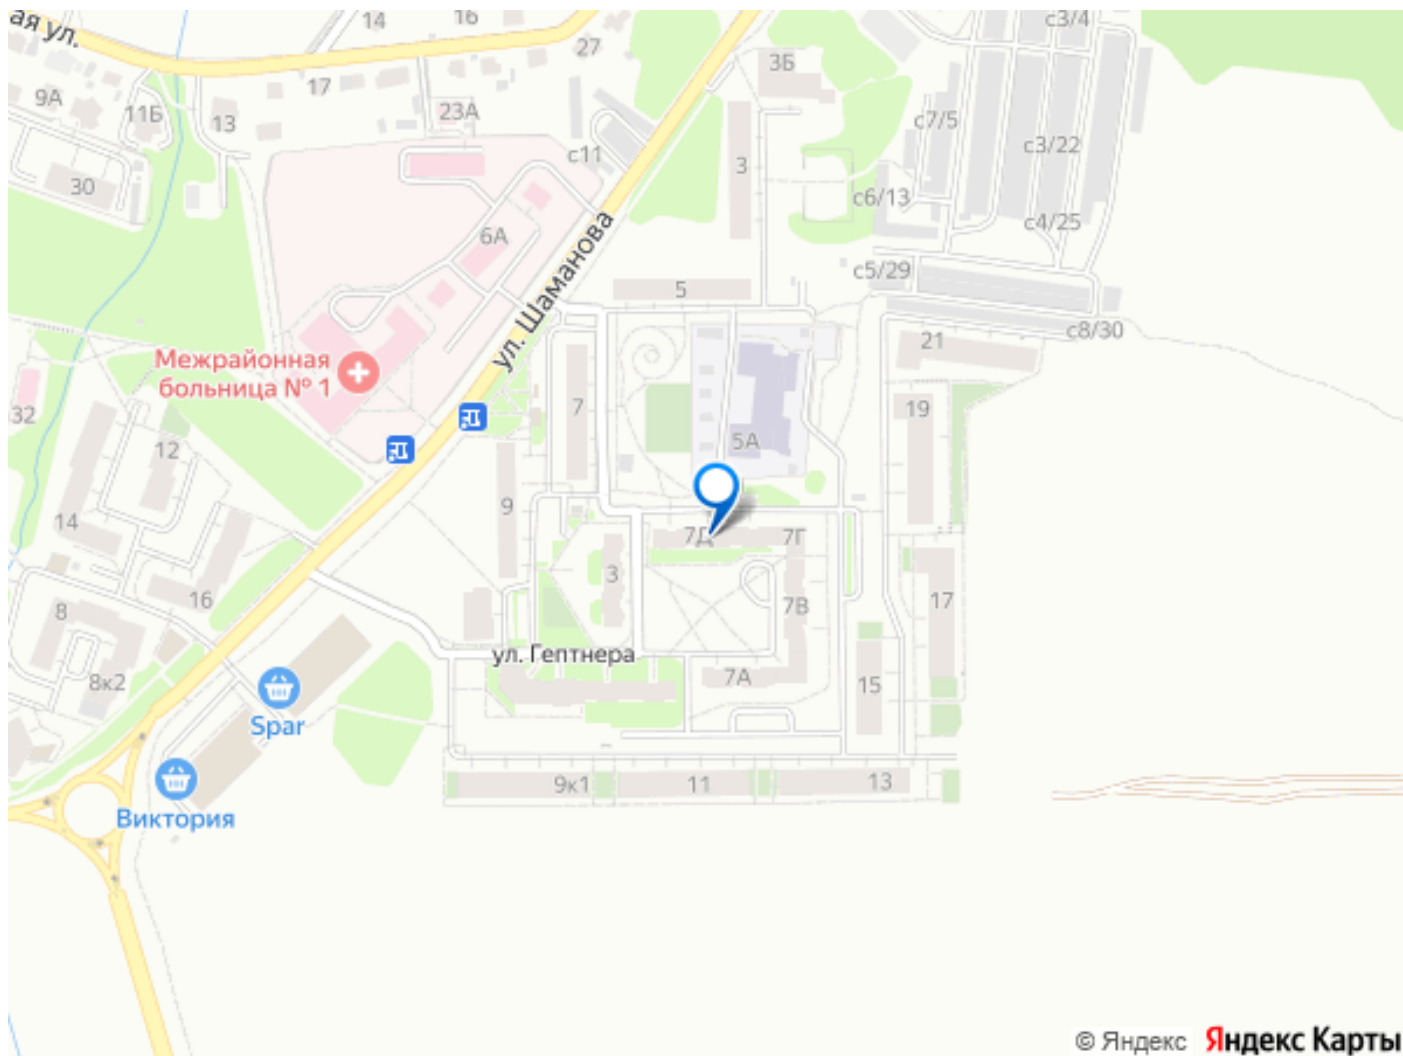 ая ул.
14
16
27
3Б
с3/4
9А
11Б
13
17
23А
с11
3
с7/5
с3/22
30
с6/13
с4/25
6А
ул. Шаманова
5
с5/29
с8/30
21
Межрайонная
больница № 1
32
12
7
5А
19
14
9
7Д
7Г
3
16
8
7В
17
ул. Гептнера
8к2
7А
15
Spar
9к1
11
13
Виктория
© Яндекс
Яндекс Карты